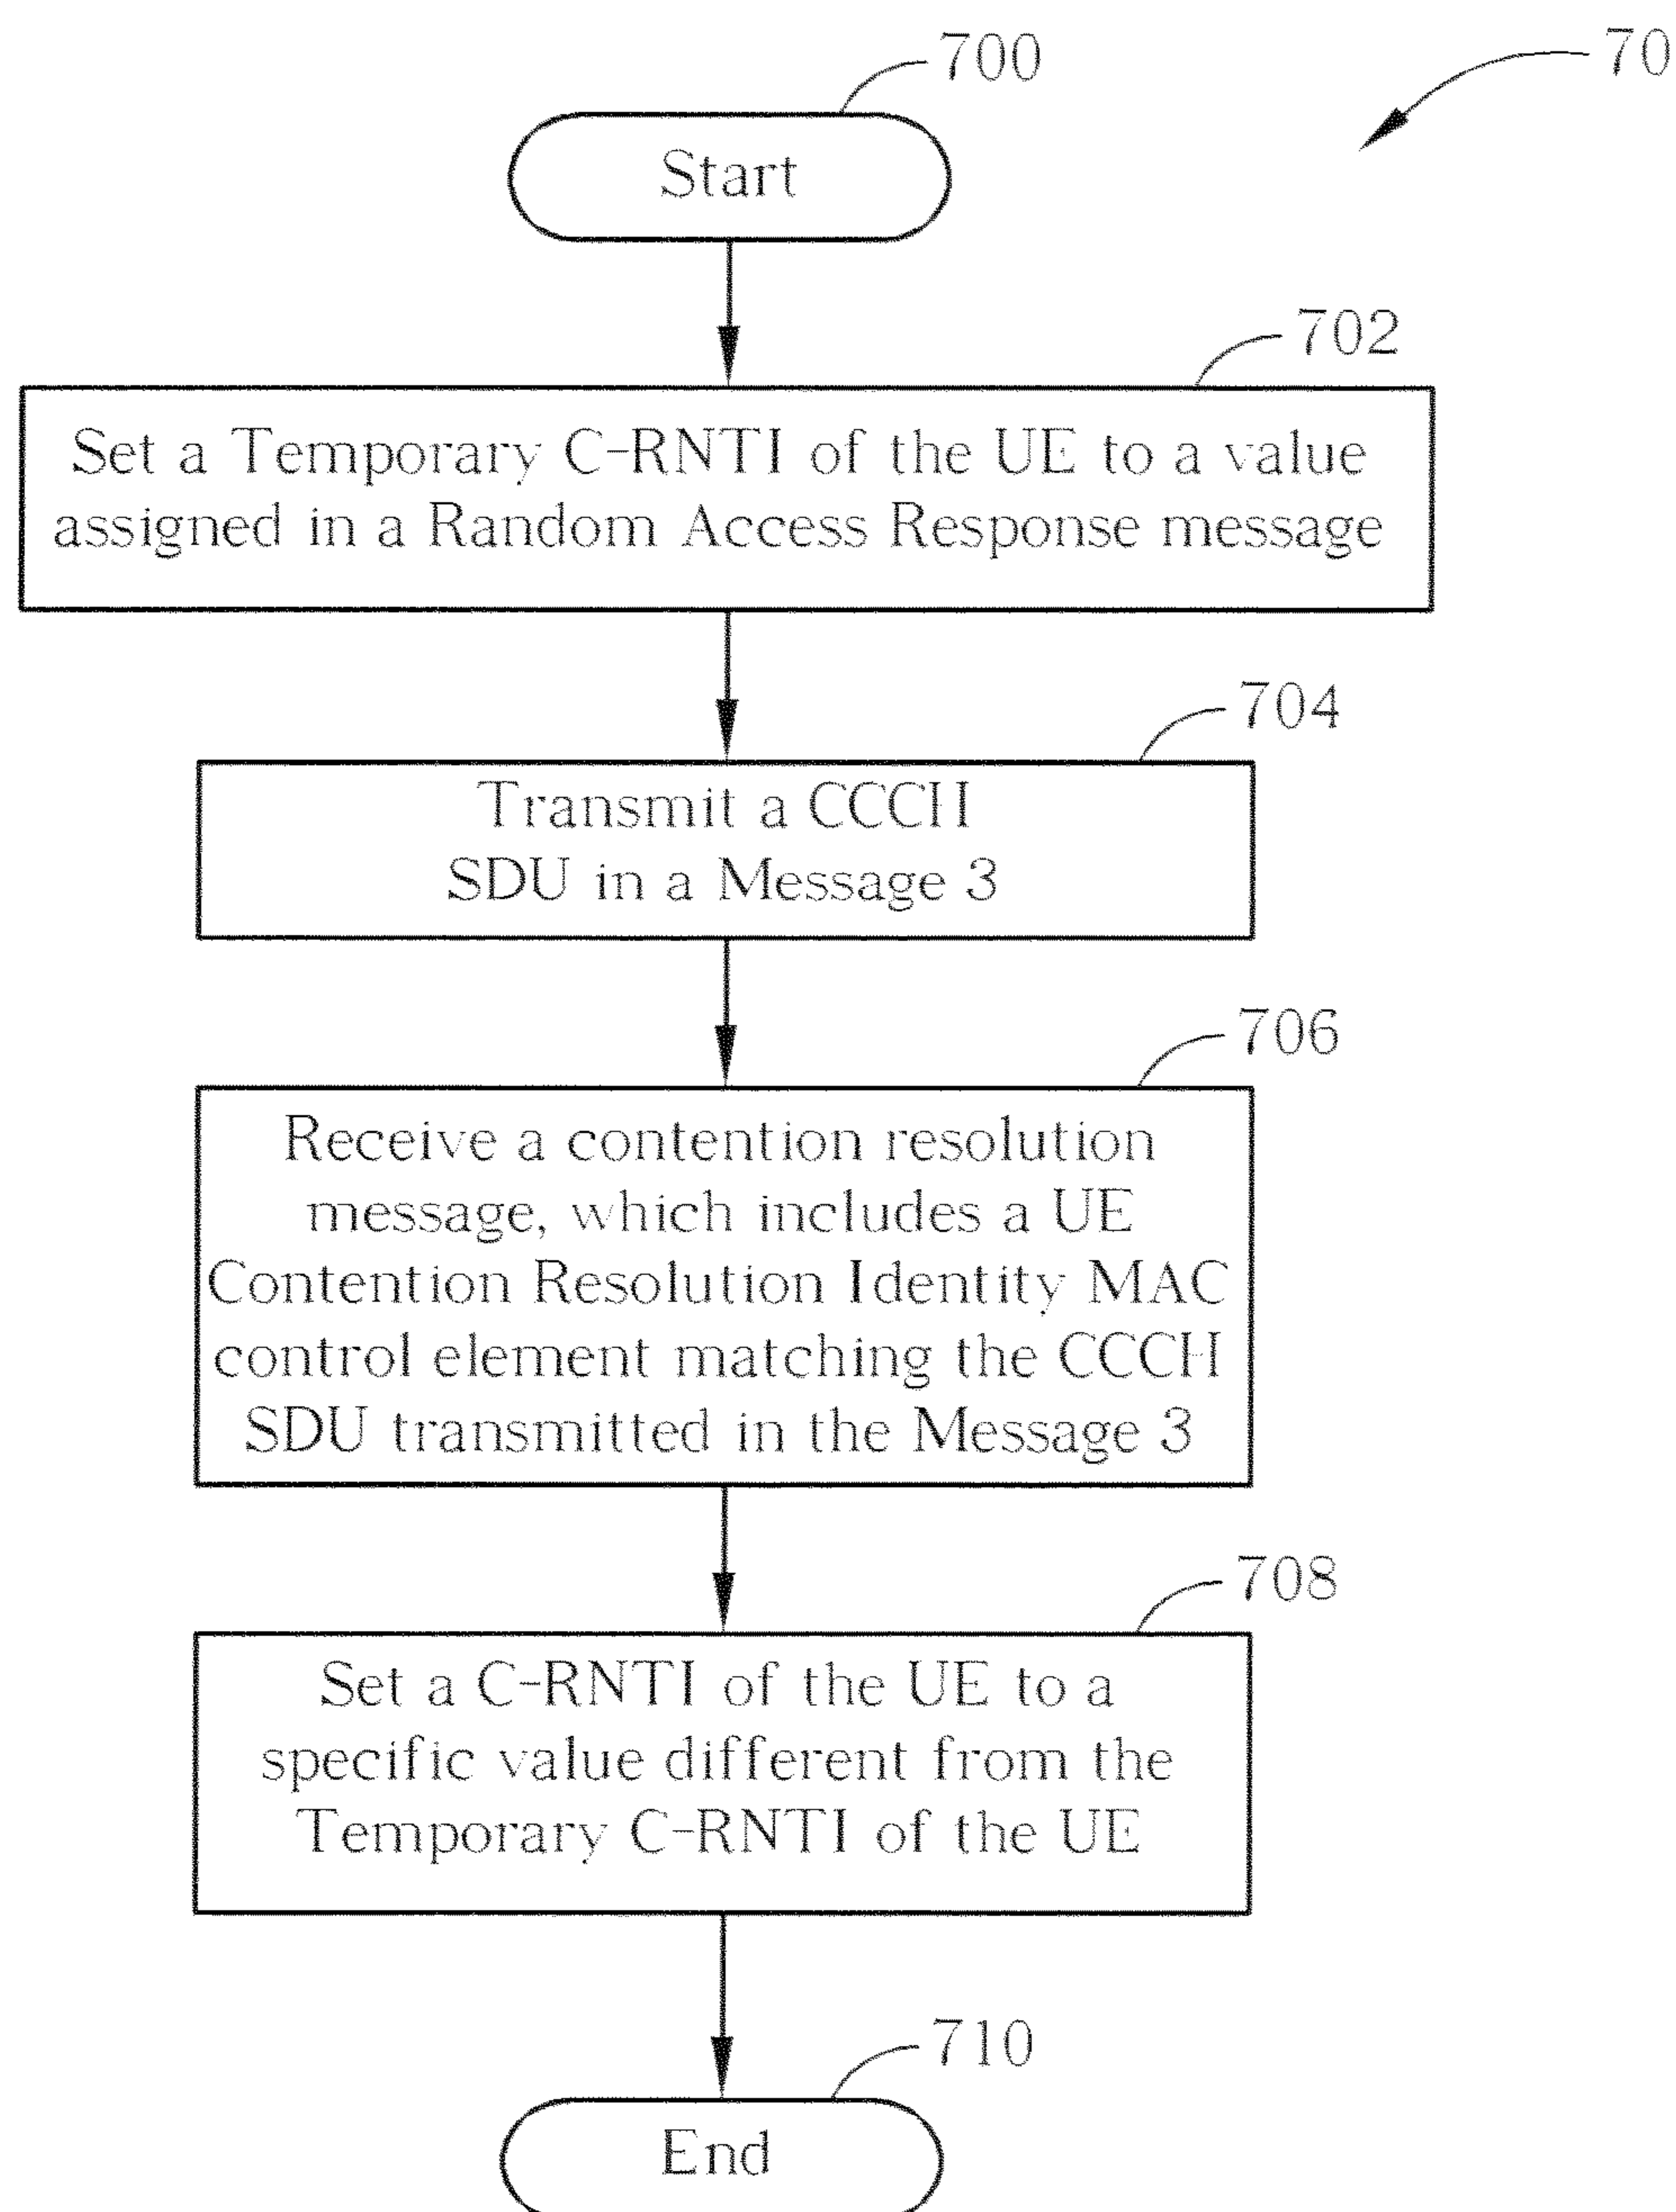 700
70
Start
702
Set a Temporary C-RNTI of the UE to a value
assigned in a Random Access Response message
704
Transmit a CCCH
SDU in a Message 3
706
Receive a contention resolution
message, which includes a UE
Contention Resolution Identity MAC
control element matching the CCCH
SDU transmitted in the Message 3
708
Set a C-RNTI of the UE to a
specific value different from the
Temporary C-RNTI of the UE
710
End